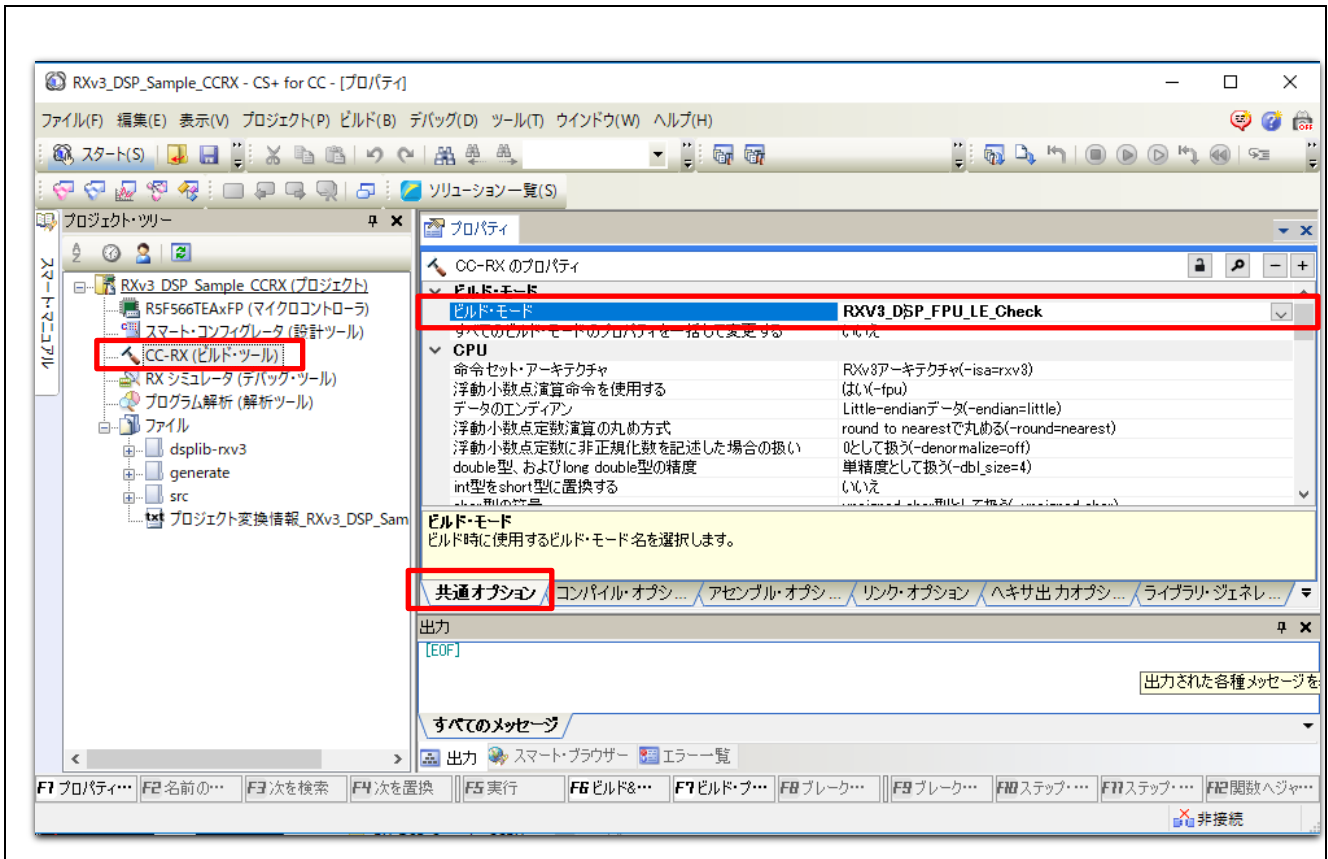 RXv3_DSP_Sample_CCRX - CS+ for CC - [プロパティ]
ファイル(F) 編集(E) 表示(V) プロジェクト(P) ビルド(B) デバッグ(D) ツール(T) ウインドウ(W) ヘルプ(H)
スタート(S)
OFF
ソリューション一覧(S)
スマート・マニュアル
プロジェクト・ツリー
RXv3_DSP_Sample_CCRX (プロジェクト)
R5F566TEAxFP (マイクロコントローラ)
スマート・コンフィグレータ (設計ツール)
CC-RX (ビルド・ツール)
RX シミュレータ (デバッグ・ツール)
プログラム解析 (解析ツール)
ファイル
dsplib-rxv3
generate
src
txt プロジェクト変換情報_RXv3_DSP_Sam
プロパティ
CC-RX のプロパティ
ビルド・モード
ビルド・モード RXV3_DSP_FPU_LE_Check
すべてのビルド・モードのプロパティを一括して変更する いいえ
CPU
命令セット・アーキテクチャ RXv3アーキテクチャ(-isa=rxv3)
浮動小数点演算命令を使用する はい(-fpu)
データのエンディアン Little-endianデータ(-endian=little)
浮動小数点定数演算の丸め方式 round to nearestで丸める(-round=nearest)
浮動小数点定数に非正規化数を記述した場合の扱い 0として扱う(-denormalize=off)
double型、およびlong double型の精度 単精度として扱う(-dbl_size=4)
int型をshort型に置換する いいえ
char型の符号 unsigned char型として扱う(-unsigned_char)
ビルド・モード
ビルド時に使用するビルド・モード名を選択します。
共通オプション コンパイル・オプシ... アセンブル・オプシ... リンク・オプション ヘキサ出力オプシ... ライブラリ・ジェネレ...
出力
[EOF]
出力された各種メッセージを
すべてのメッセージ
出力 スマート・ブラウザー エラー一覧
F1 プロパティ… F2 名前の… F3 次を検索 F4 次を置換 F5 実行 F6 ビルド&… F7 ビルド・プ… F8 ブレーク… F9 ブレーク… F10 ステップ・… F11 ステップ・… F12 関数へジャ…
非接続